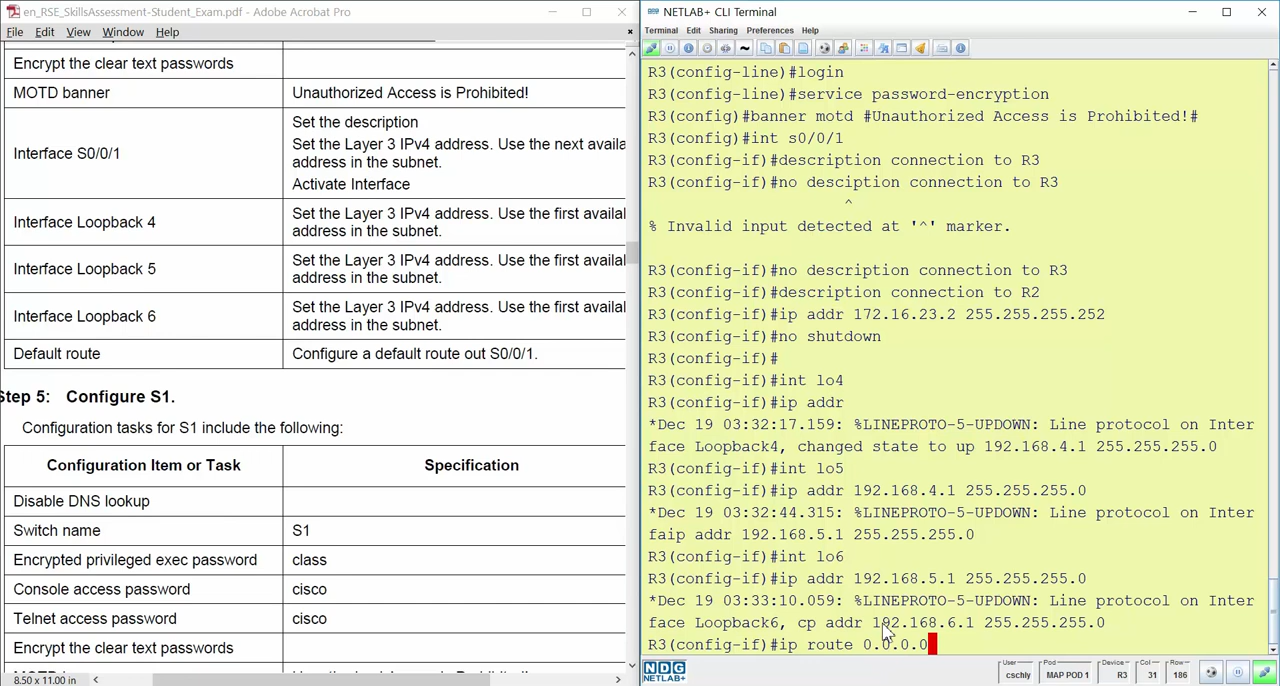 en_RSE_SkillsAssessment-Student_Exam.pdf - Adobe Acrobat Pro
File Edit View Window Help
Encrypt the clear text passwords
MOTD banner Unauthorized Access is Prohibited!
Interface S0/0/1
Set the description
Set the Layer 3 IPv4 address. Use the next availa
address in the subnet.
Activate Interface
Interface Loopback 4
Set the Layer 3 IPv4 address. Use the first availal
address in the subnet.
Interface Loopback 5
Set the Layer 3 IPv4 address. Use the first availal
address in the subnet.
Interface Loopback 6
Set the Layer 3 IPv4 address. Use the first availal
address in the subnet.
Default route Configure a default route out S0/0/1.
Step 5: Configure S1.
Configuration tasks for S1 include the following:
Configuration Item or Task Specification
Disable DNS lookup
Switch name S1
Encrypted privileged exec password class
Console access password cisco
Telnet access password cisco
Encrypt the clear text passwords
8.50 x 11.00 in
NETLAB+ CLI Terminal
Terminal Edit Sharing Preferences Help
R3(config-line)#login
R3(config-line)#service password-encryption
R3(config)#banner motd #Unauthorized Access is Prohibited!#
R3(config)#int s0/0/1
R3(config-if)#description connection to R3
R3(config-if)#no desciption connection to R3
^
% Invalid input detected at '^' marker.
R3(config-if)#no description connection to R3
R3(config-if)#description connection to R2
R3(config-if)#ip addr 172.16.23.2 255.255.255.252
R3(config-if)#no shutdown
R3(config-if)#
R3(config-if)#int lo4
R3(config-if)#ip addr
*Dec 19 03:32:17.159: %LINEPROTO-5-UPDOWN: Line protocol on Inter
face Loopback4, changed state to up 192.168.4.1 255.255.255.0
R3(config-if)#int lo5
R3(config-if)#ip addr 192.168.4.1 255.255.255.0
*Dec 19 03:32:44.315: %LINEPROTO-5-UPDOWN: Line protocol on Inter
faip addr 192.168.5.1 255.255.255.0
R3(config-if)#int lo6
R3(config-if)#ip addr 192.168.5.1 255.255.255.0
*Dec 19 03:33:10.059: %LINEPROTO-5-UPDOWN: Line protocol on Inter
face Loopback6, cp addr 192.168.6.1 255.255.255.0
R3(config-if)#ip route 0.0.0.0
NDG
NETLAB+
User
cschly
Pod
MAP POD 1
Device
R3
Col
31
Row
186